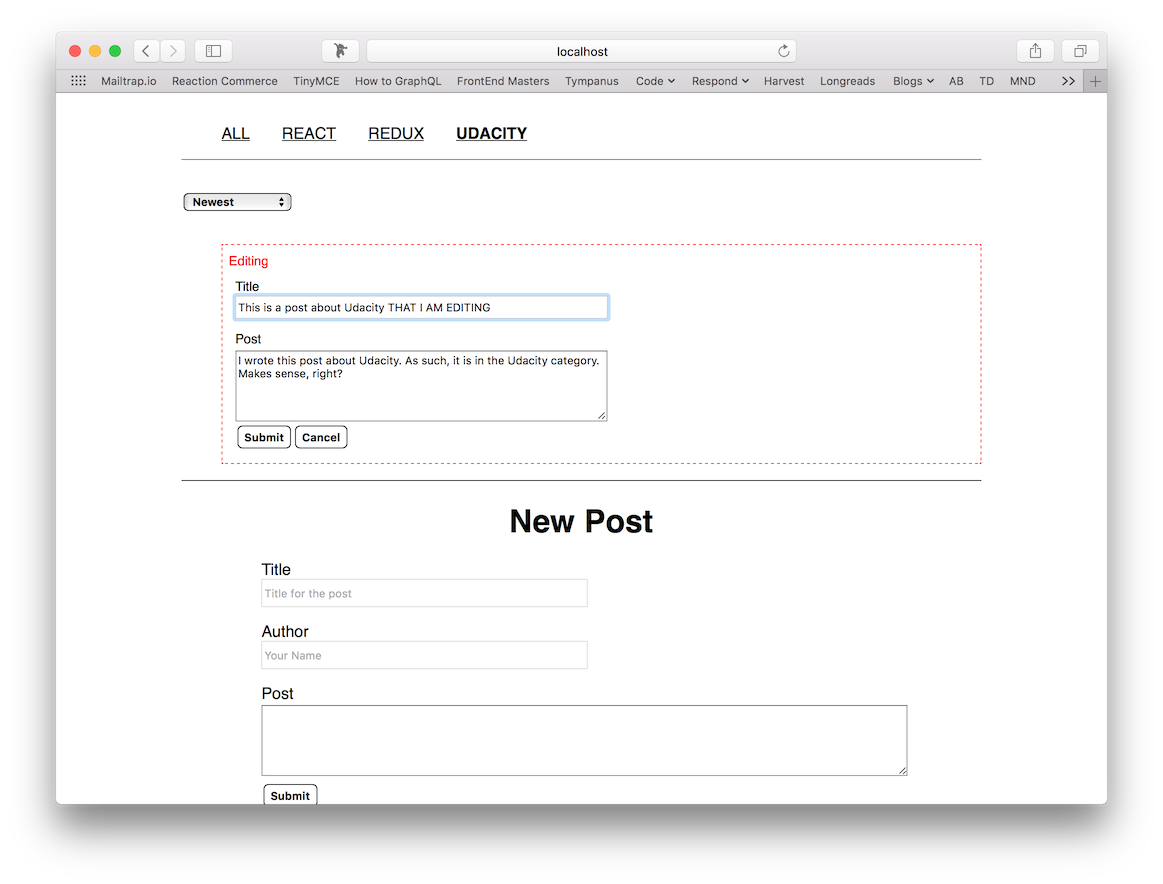 localhost
Mailtrap.io Reaction Commerce TinyMCE How to GraphQL FrontEnd Masters Tympanus Code Respond Harvest Longreads Blogs AB TD MND
ALL REACT REDUX UDACITY
Newest
Editing
Title
This is a post about Udacity THAT I AM EDITING
Post
I wrote this post about Udacity. As such, it is in the Udacity category.
Makes sense, right?
Submit Cancel
New Post
Title
Title for the post
Author
Your Name
Post
Submit